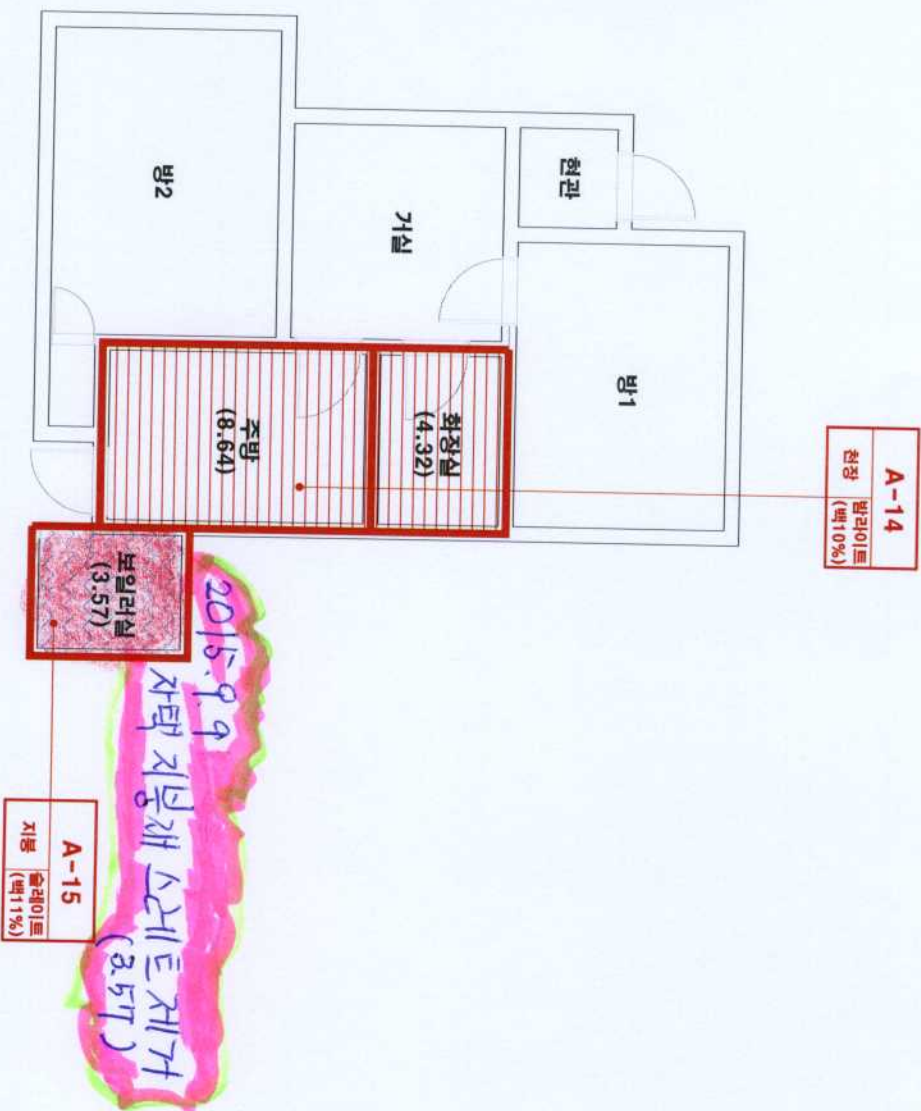 A-14
천장 밤라이트
(백10%)
현관
방1
거실
화장실
(4.32)
주방
(8.64)
방2
2015.9.9
자택 지붕재 스레트제거
(3.57)
보일러실
(3.57)
A-15
지붕 슬레이트
(백11%)